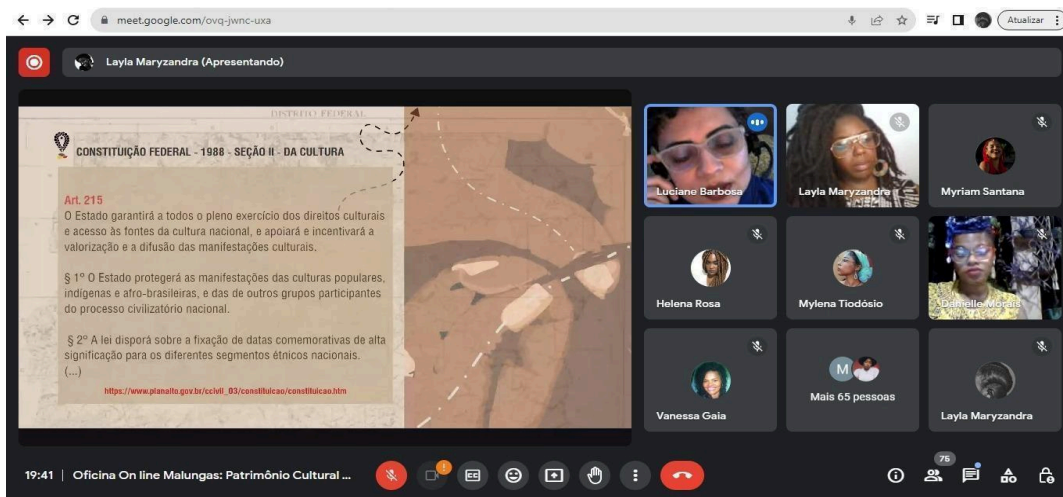 meet.google.com/ovq-jwnc-uxa
Atualizar
Layla Maryzandra (Apresentando)
DISTRITO FEDERAL
CONSTITUIÇÃO FEDERAL - 1988 - SEÇÃO II - DA CULTURA
Art. 215
O Estado garantirá a todos o pleno exercício dos direitos culturais
e acesso às fontes da cultura nacional, e apoiará e incentivará a
valorização e a difusão das manifestações culturais.
§ 1º O Estado protegerá as manifestações das culturas populares,
indígenas e afro-brasileiras, e das de outros grupos participantes
do processo civilizatório nacional.
§ 2º A lei disporá sobre a fixação de datas comemorativas de alta
significação para os diferentes segmentos étnicos nacionais.
(...)
https://www.planalto.gov.br/ccivil_03/constituicao/constituicao.htm
Luciane Barbosa
Layla Maryzandra
Myriam Santana
Helena Rosa
Mylena Tiodósio
Danielle Morais
Vanessa Gaia
M
Mais 65 pessoas
Layla Maryzandra
19:41 | Oficina On line Malungas: Patrimônio Cultural ...
CC
75